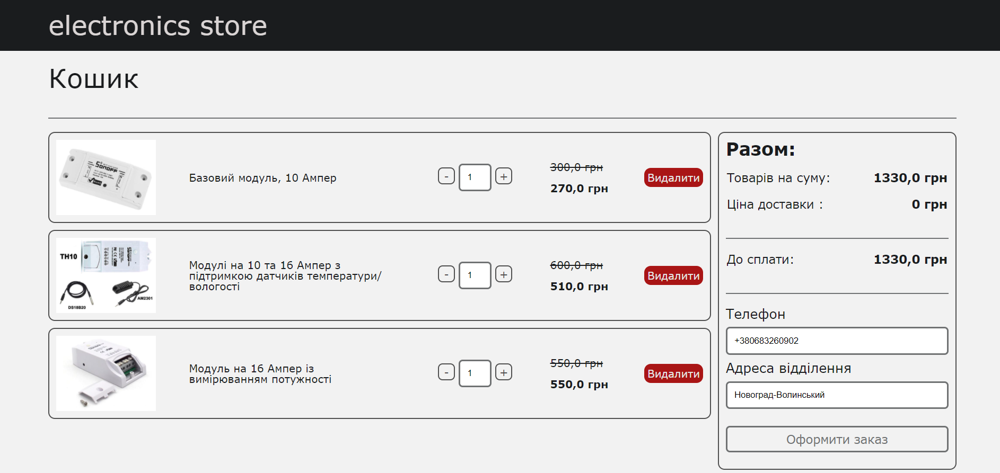 electronics store
Кошик
SONOFF
Базовий модуль, 10 Ампер
-
1
+
300,0 грн
270,0 грн
Видалити
TH10
SONOFF
DS18B20
AM2301
Модулі на 10 та 16 Ампер з
підтримкою датчиків температури/
вологості
-
1
+
600,0 грн
510,0 грн
Видалити
Модуль на 16 Ампер із
вимірюванням потужності
-
1
+
550,0 грн
550,0 грн
Видалити
Разом:
Товарів на суму: 1330,0 грн
Ціна доставки : 0 грн
До сплати: 1330,0 грн
Телефон
+380683260902
Адреса відділення
Новоград-Волинський
Оформити заказ